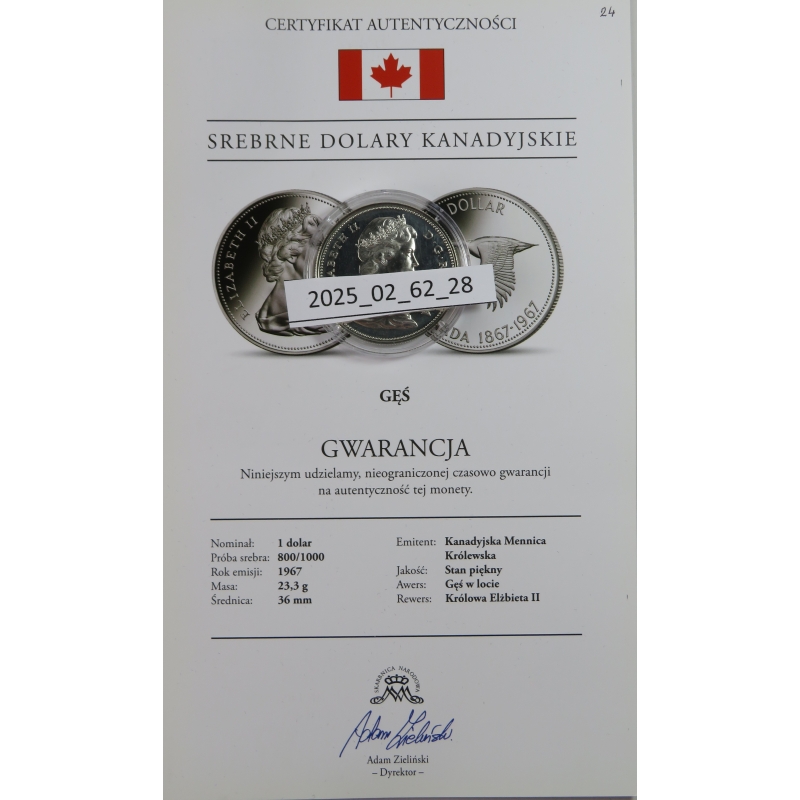 24
CERTYFIKAT AUTENTYCZNOŚCI
SREBRNE DOLARY KANADYJSKIE
ELIZABETH II
ABETH II D·G·
DOLLAR
DA 1867-1967
2025_02_62_28
GĘŚ
GWARANCJA
Niniejszym udzielamy, nieograniczonej czasowo gwarancji
na autentyczność tej monety.
Nominał: 1 dolar
Próba srebra: 800/1000
Rok emisji: 1967
Masa: 23,3 g
Średnica: 36 mm
Emitent: Kanadyjska Mennica
Królewska
Jakość: Stan piękny
Awers: Gęś w locie
Rewers: Królowa Elżbieta II
SKARBNICA NARODOWA
Adam Zieliński
Adam Zieliński
– Dyrektor –